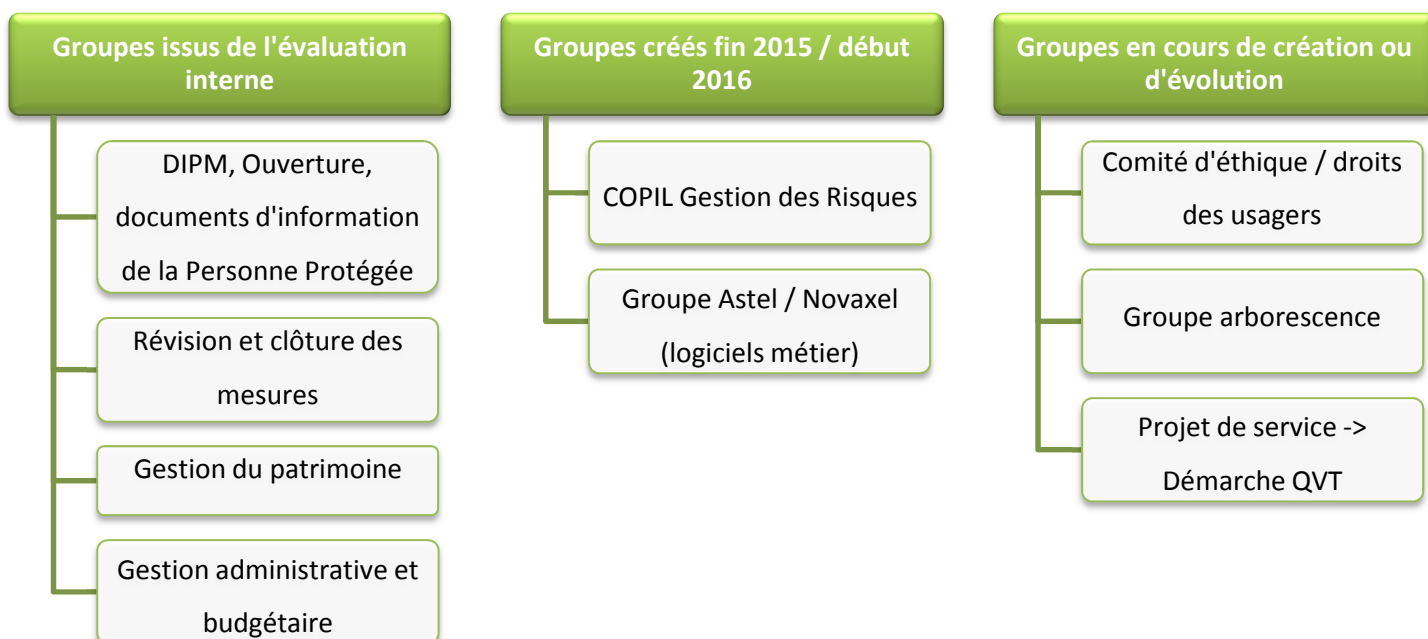 Groupes issus de l'évaluation
interne
DIPM, Ouverture,
documents d'information
de la Personne Protégée
Révision et clôture des
mesures
Gestion du patrimoine
Gestion administrative et
budgétaire
Groupes créés fin 2015 / début
2016
COPIL Gestion des Risques
Groupe Astel / Novaxel
(logiciels métier)
Groupes en cours de création ou
d'évolution
Comité d'éthique / droits
des usagers
Groupe arborescence
Projet de service ->
Démarche QVT